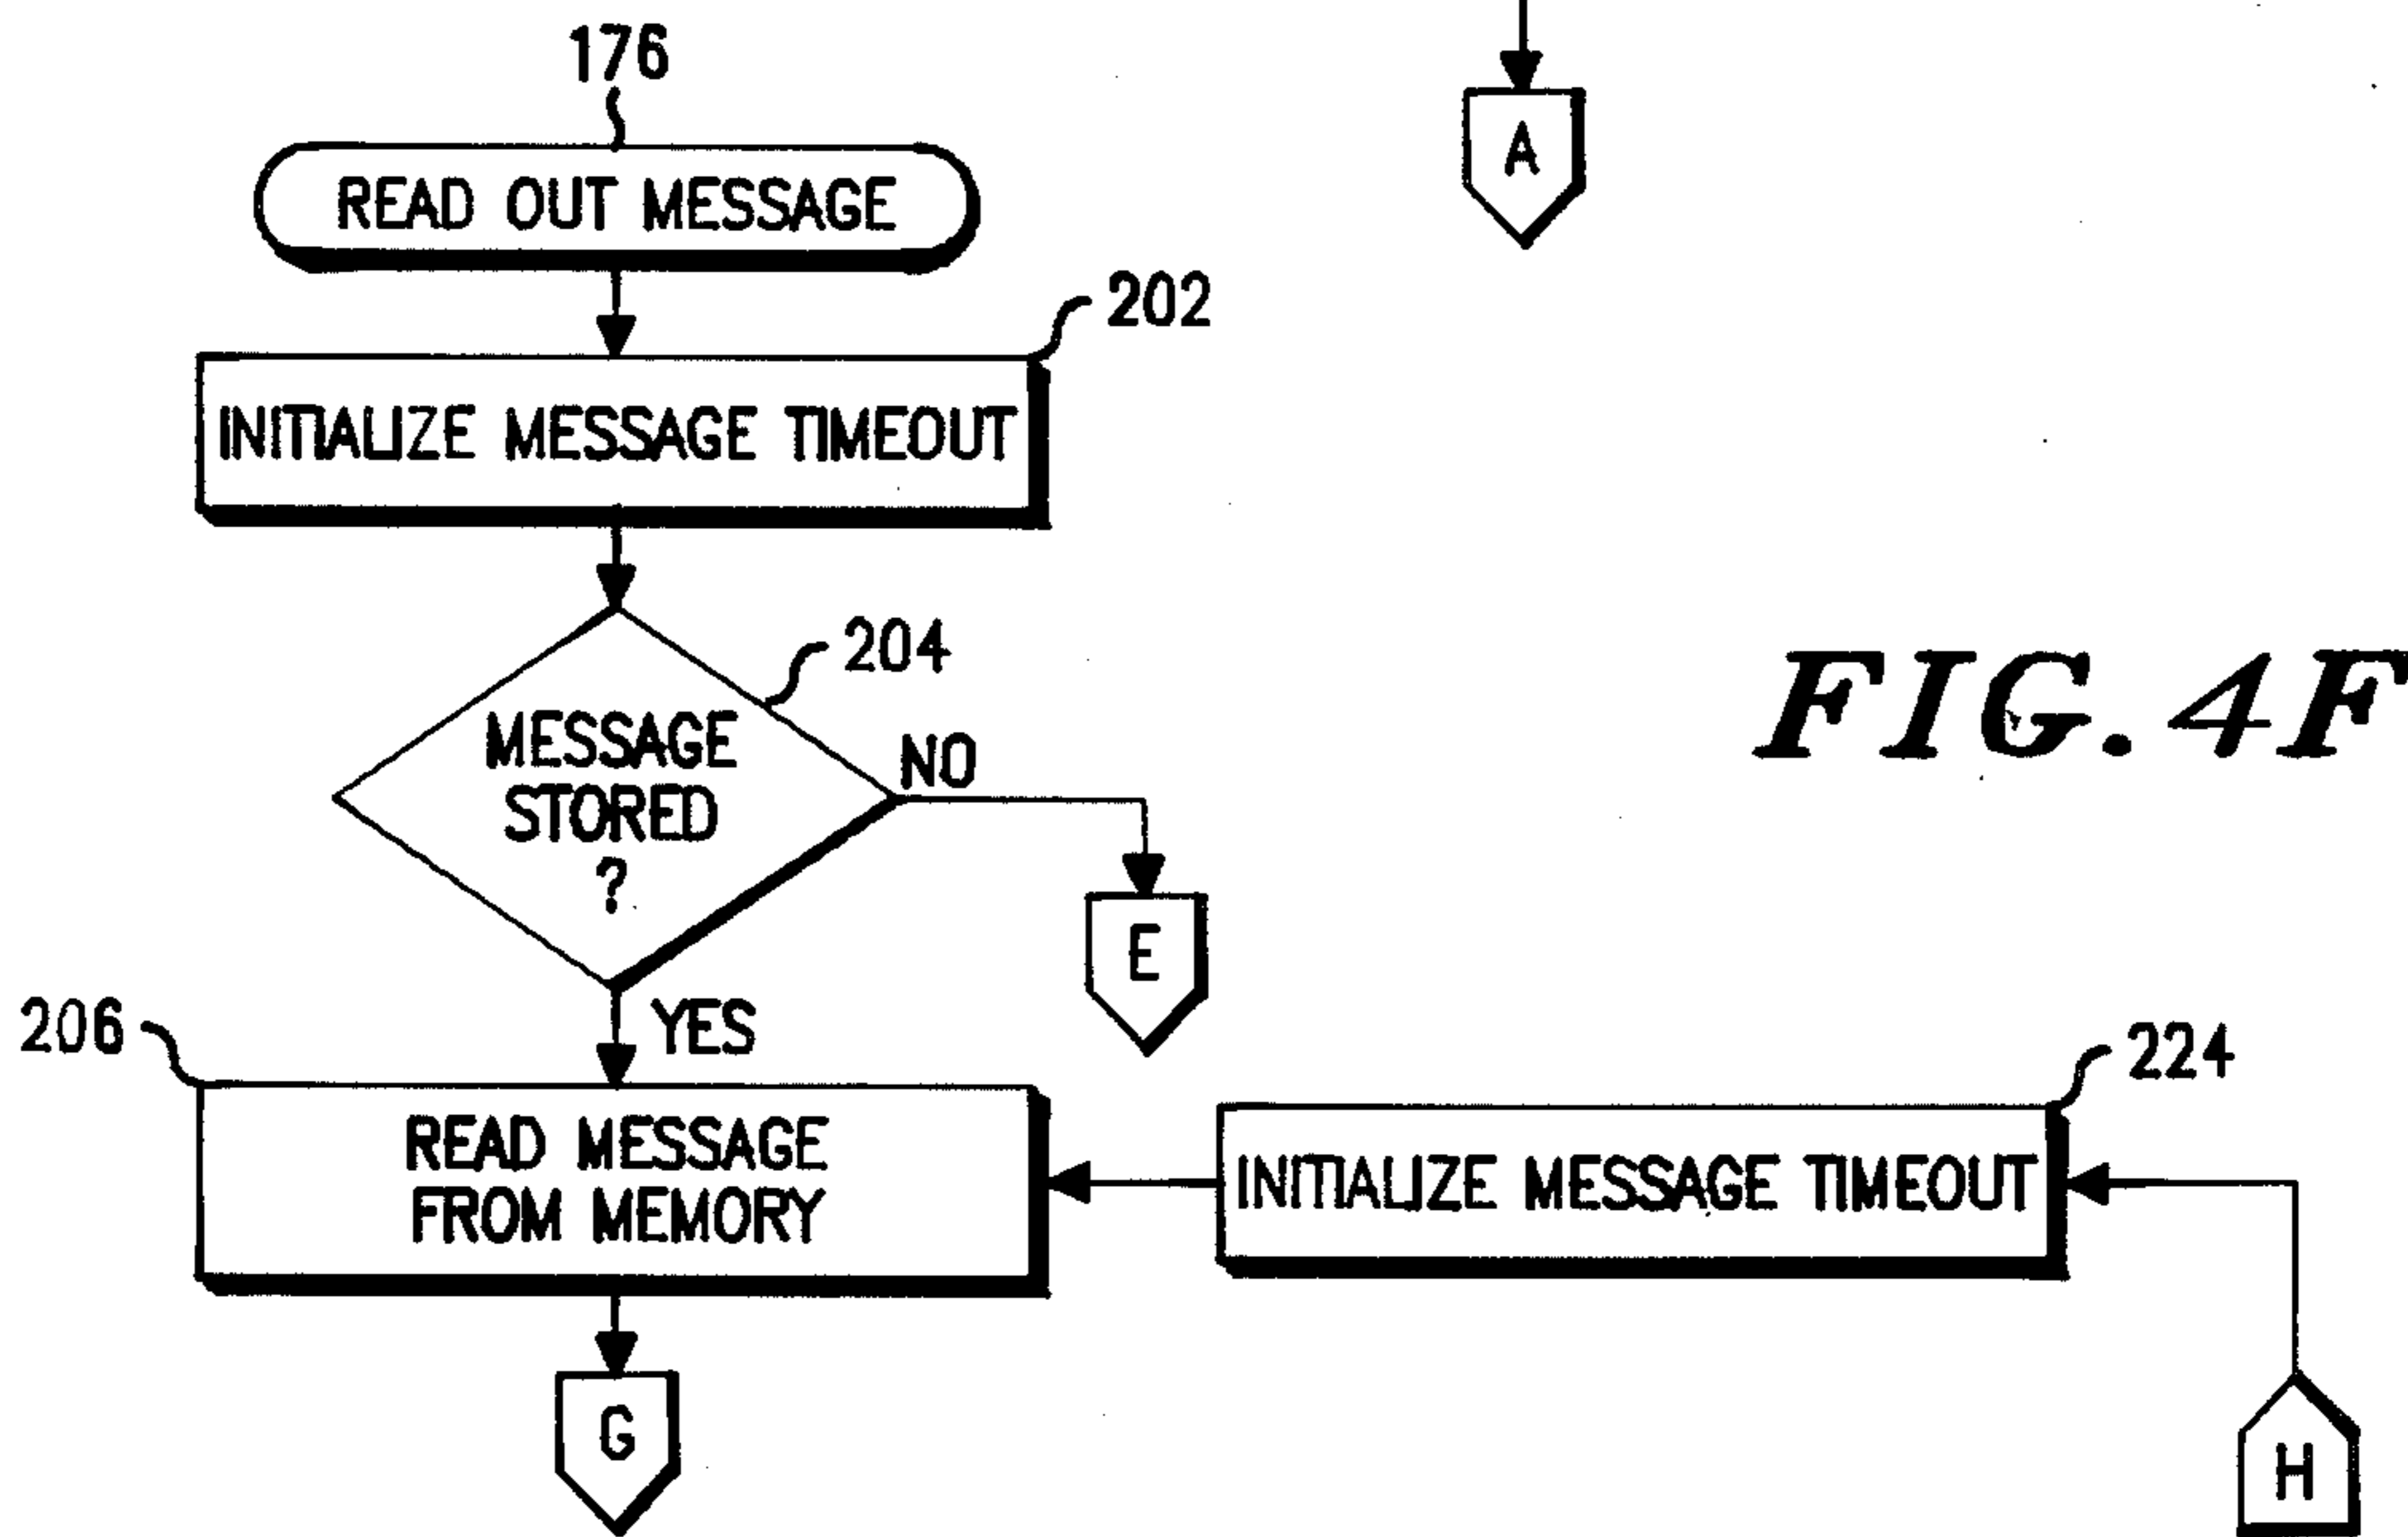 176
A
READ OUT MESSAGE
202
INITIALIZE MESSAGE TIMEOUT
204
MESSAGE
STORED
?
NO
FIG. 4F
E
YES
206
224
READ MESSAGE
FROM MEMORY
INITIALIZE MESSAGE TIMEOUT
G
H